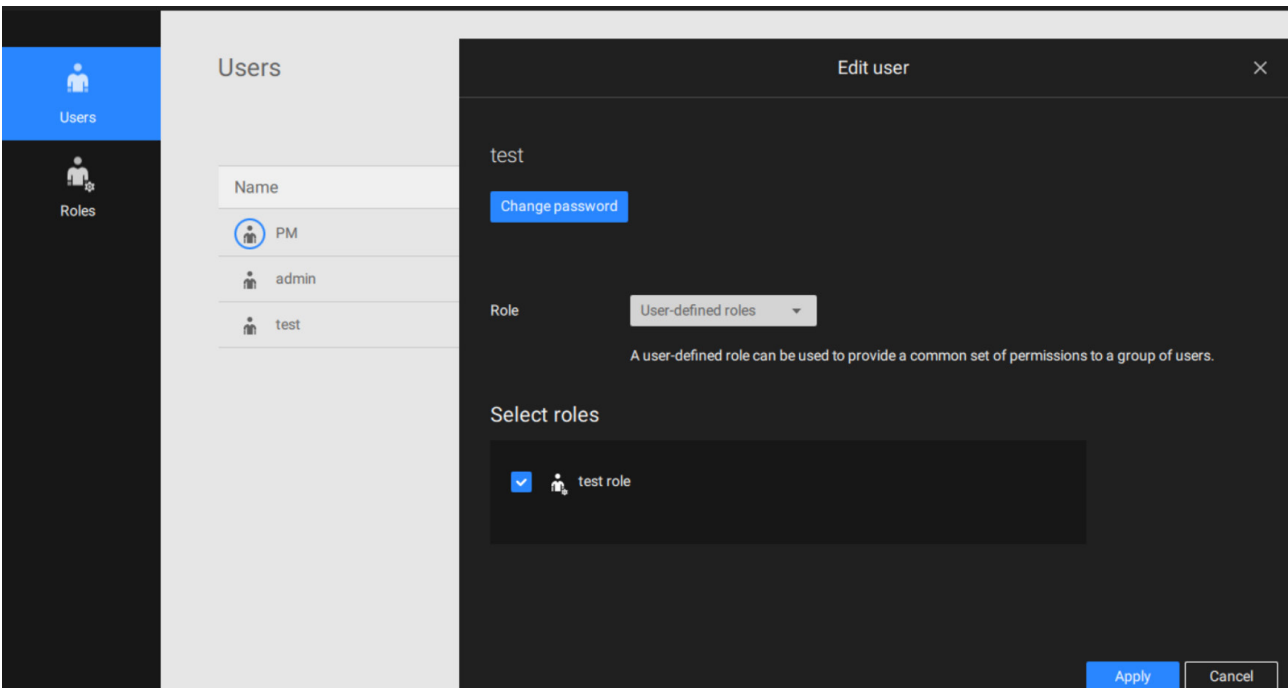 Users
Roles
Users
Name
PM
admin
test
Edit user
test
Change password
Role
User-defined roles
A user-defined role can be used to provide a common set of permissions to a group of users.
Select roles
test role
Apply
Cancel